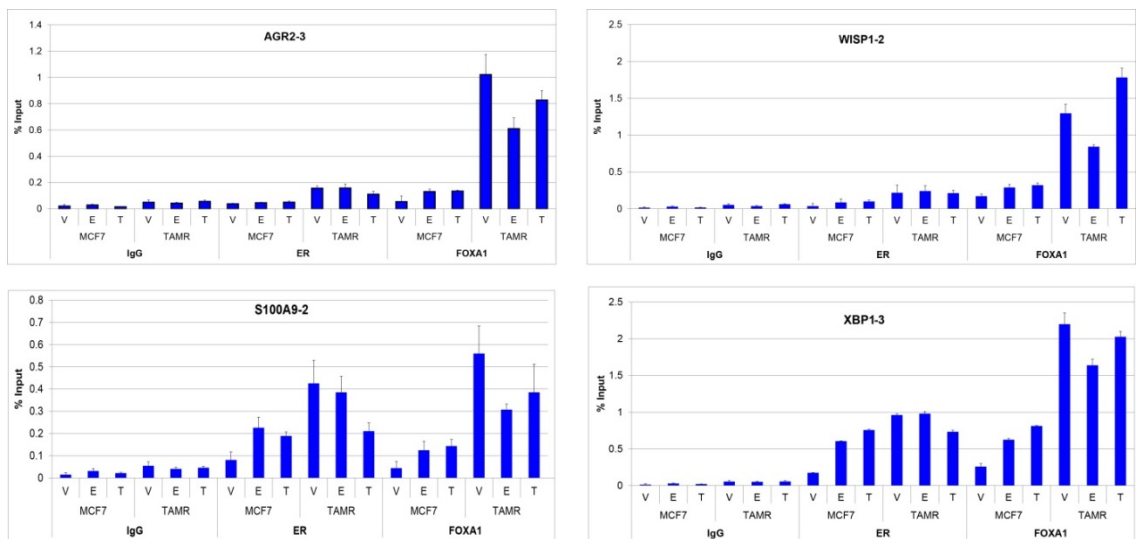 AGR2-3
1.4
1.2
1
0.8
0.6
0.4
0.2
0
% Input
V E T V E T V E T V E T V E T V E T
MCF7 TAMR MCF7 TAMR MCF7 TAMR
IgG ER FOXA1
WISP1-2
2.5
2
1.5
1
0.5
0
% Input
V E T V E T V E T V E T V E T V E T
MCF7 TAMR MCF7 TAMR MCF7 TAMR
IgG ER FOXA1
S100A9-2
0.8
0.7
0.6
0.5
0.4
0.3
0.2
0.1
0
% Input
V E T V E T V E T V E T V E T V E T
MCF7 TAMR MCF7 TAMR MCF7 TAMR
IgG ER FOXA1
XBP1-3
2.5
2
1.5
1
0.5
0
% Input
V E T V E T V E T V E T V E T V E T
MCF7 TAMR MCF7 TAMR MCF7 TAMR
IgG ER FOXA1